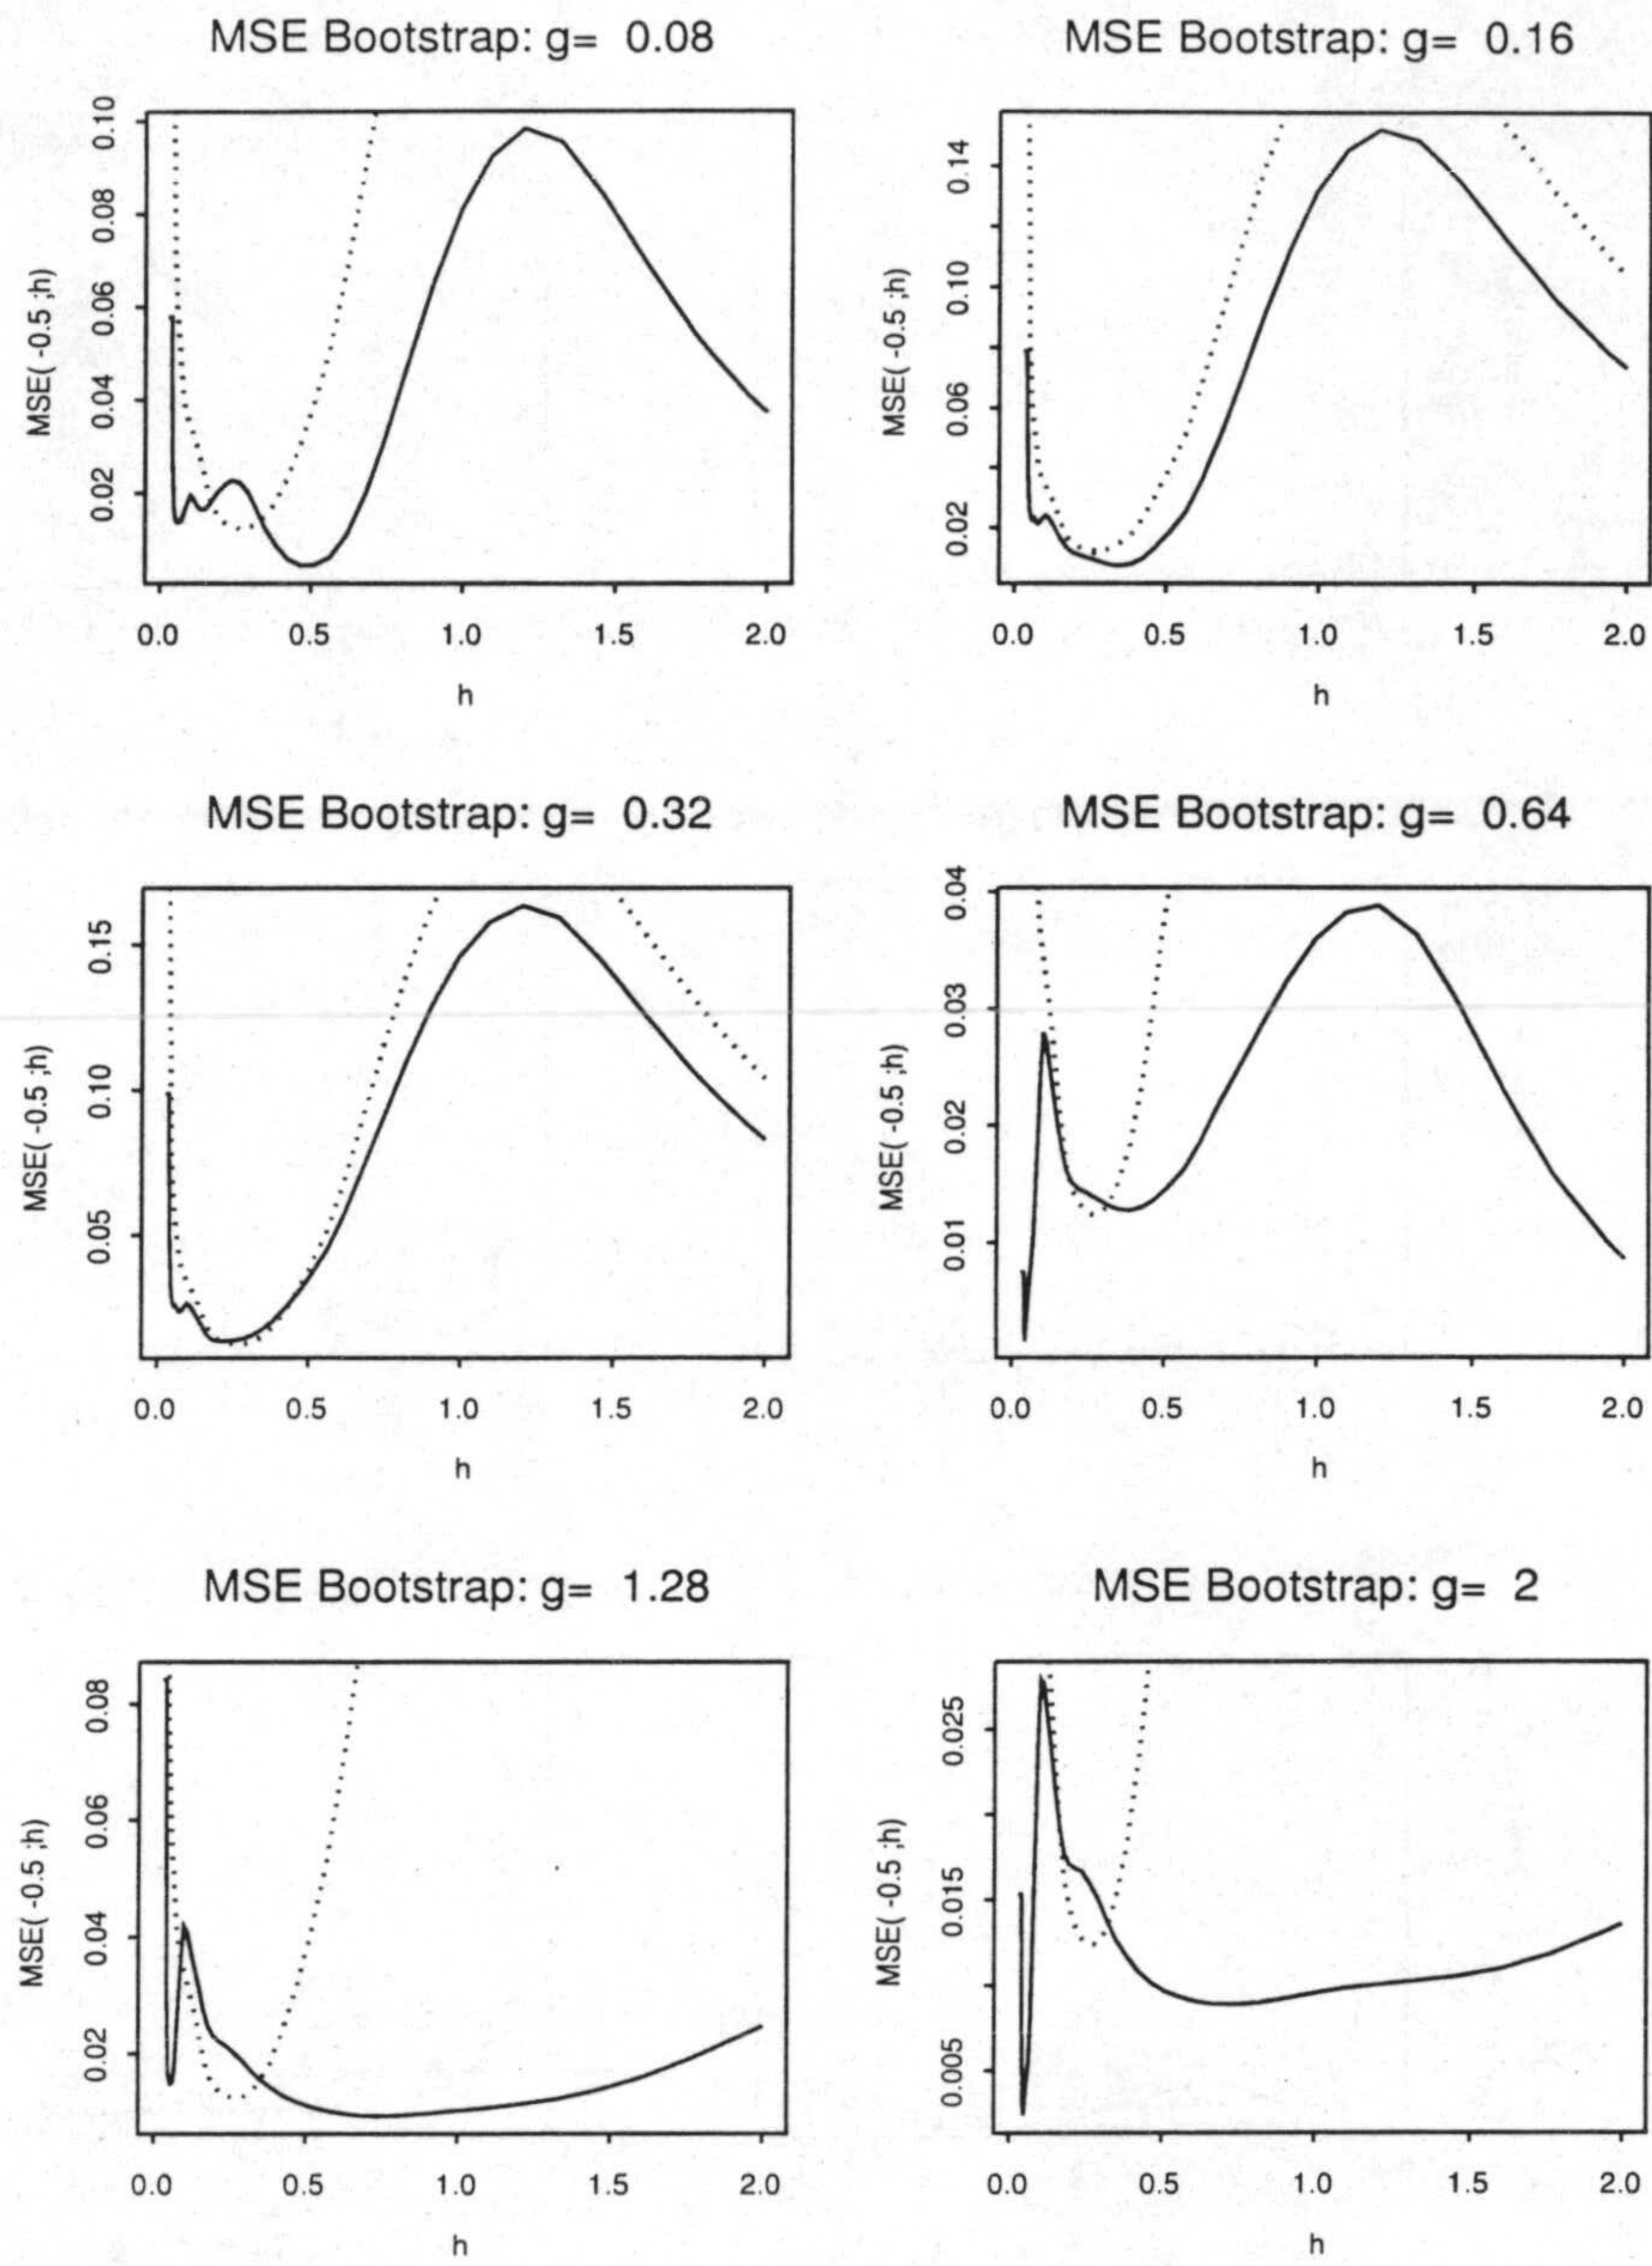 MSE Bootstrap: g= 0.08
MSE( -0.5 ;h)
0.10
0.08
0.06
0.04
0.02
0.0 0.5 1.0 1.5 2.0
h
MSE Bootstrap: g= 0.16
MSE( -0.5 ;h)
0.14
0.10
0.06
0.02
0.0 0.5 1.0 1.5 2.0
h
MSE Bootstrap: g= 0.32
MSE( -0.5 ;h)
0.15
0.10
0.05
0.0 0.5 1.0 1.5 2.0
h
MSE Bootstrap: g= 0.64
MSE( -0.5 ;h)
0.04
0.03
0.02
0.01
0.0 0.5 1.0 1.5 2.0
h
MSE Bootstrap: g= 1.28
MSE( -0.5 ;h)
0.08
0.06
0.04
0.02
0.0 0.5 1.0 1.5 2.0
h
MSE Bootstrap: g= 2
MSE( -0.5 ;h)
0.025
0.015
0.005
0.0 0.5 1.0 1.5 2.0
h